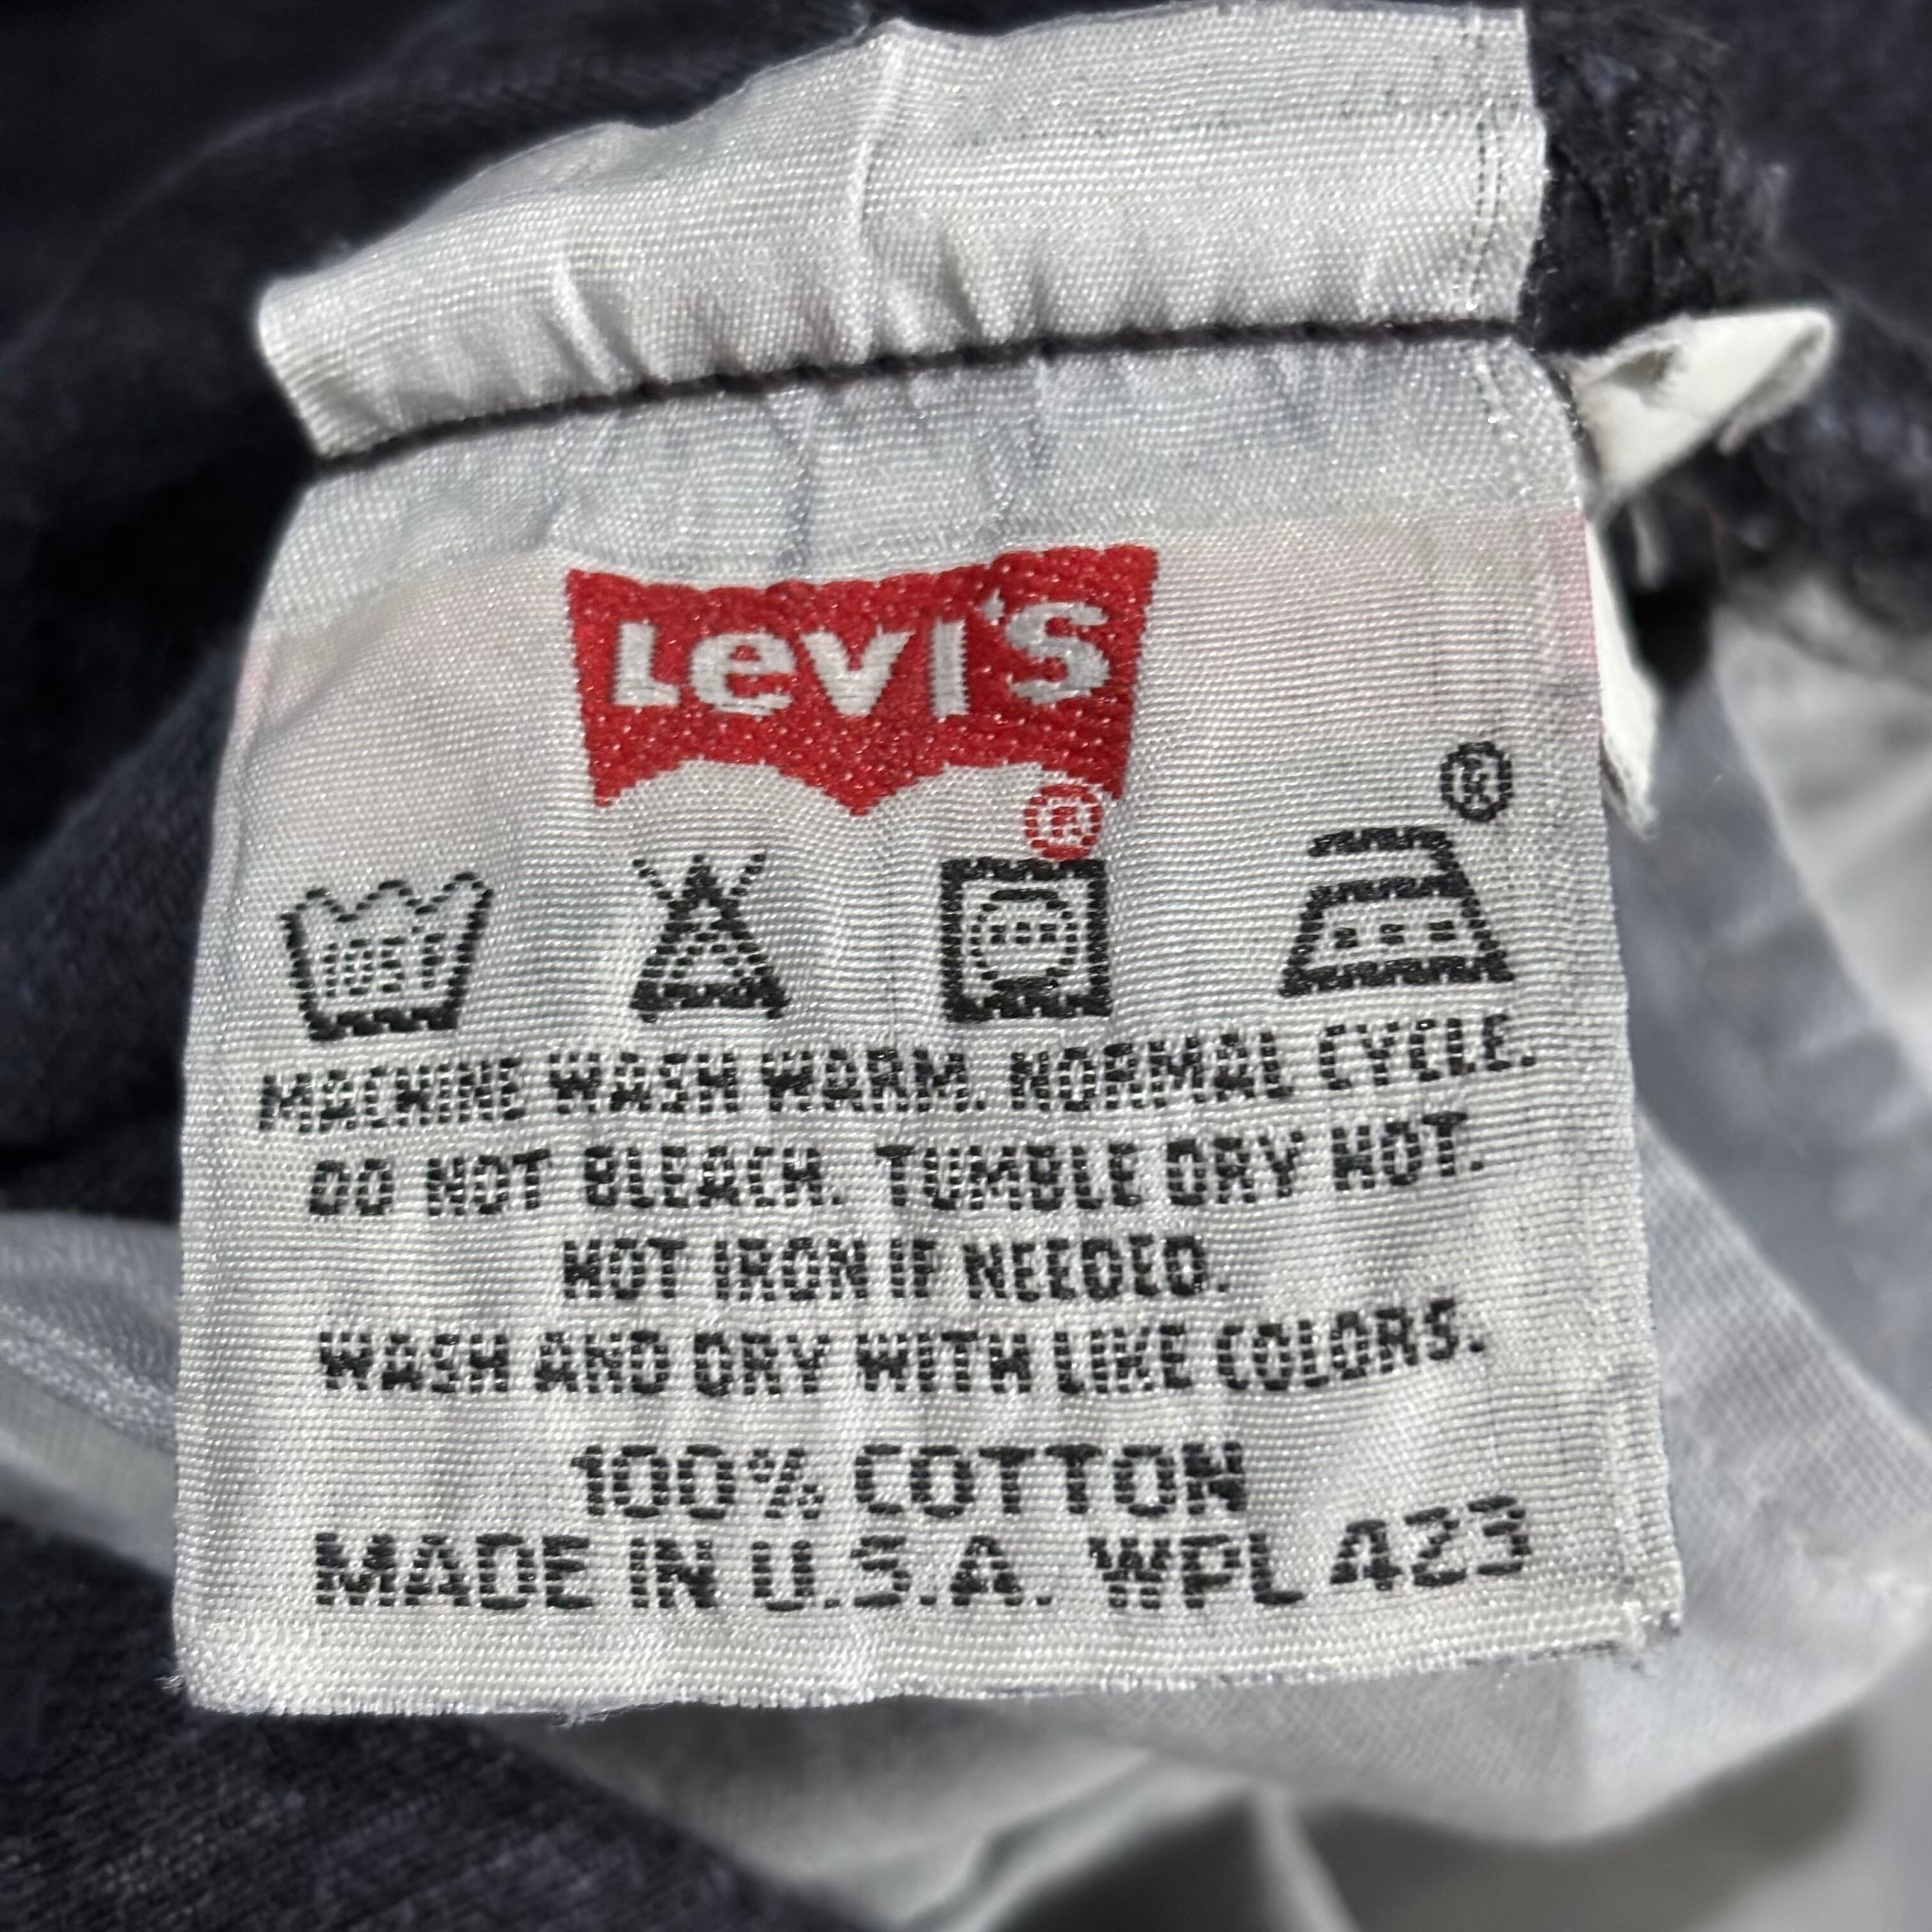 Levi's
®
®
105F
MACHINE WASH WARM. NORMAL CYCLE.
DO NOT BLEACH. TUMBLE DRY HOT.
HOT IRON IF NEEDED.
WASH AND DRY WITH LIKE COLORS.
100% COTTON
MADE IN U.S.A. WPL 423